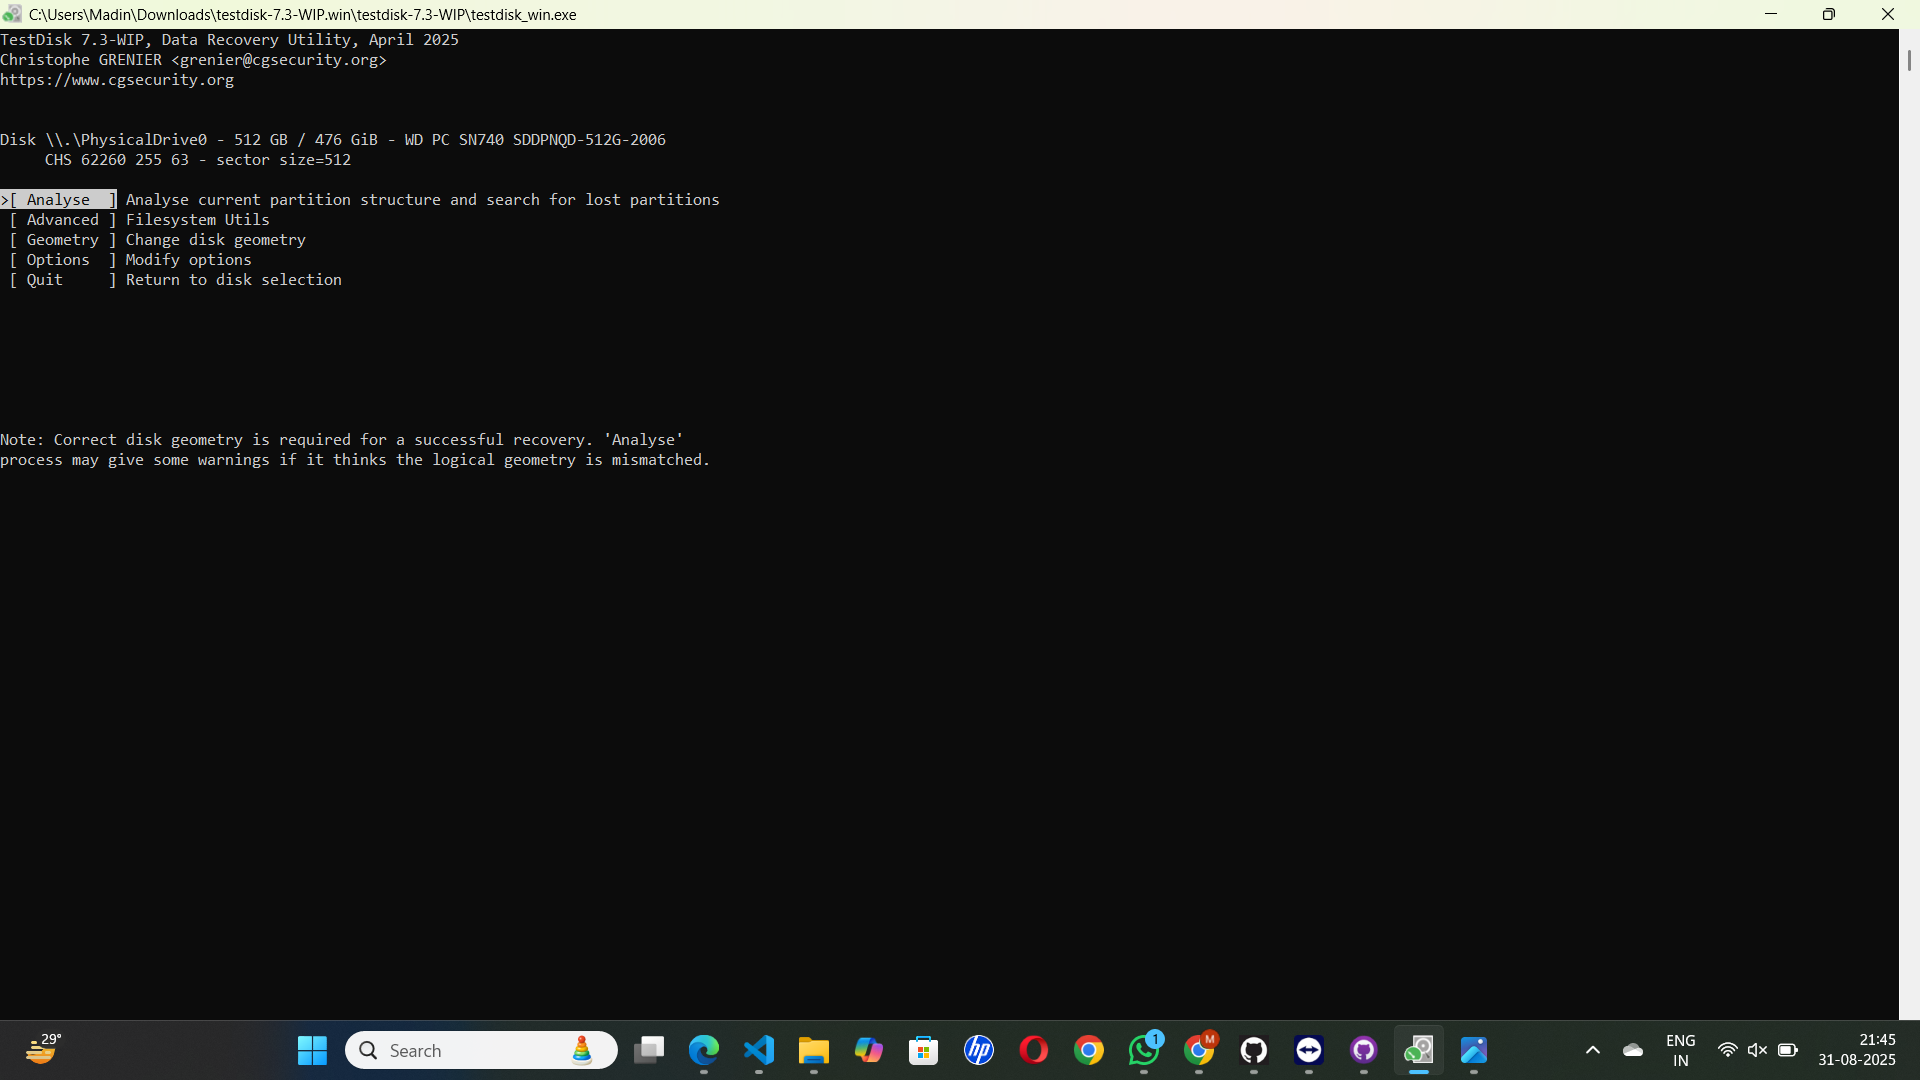 C:\Users\Madin\Downloads\testdisk-7.3-WIP.win\testdisk-7.3-WIP\testdisk_win.exe
TestDisk 7.3-WIP, Data Recovery Utility, April 2025
Christophe GRENIER <grenier@cgsecurity.org>
https://www.cgsecurity.org
Disk \\.\PhysicalDrive0 - 512 GB / 476 GiB - WD PC SN740 SDDPNQD-512G-2006
CHS 62260 255 63 - sector size=512
>[ Analyse  ] Analyse current partition structure and search for lost partitions
[ Advanced ] Filesystem Utils
[ Geometry ] Change disk geometry
[ Options  ] Modify options
[ Quit     ] Return to disk selection
Note: Correct disk geometry is required for a successful recovery. 'Analyse'
process may give some warnings if it thinks the logical geometry is mismatched.
29°
Search
hp
1
M
ENG
IN
21:45
31-08-2025